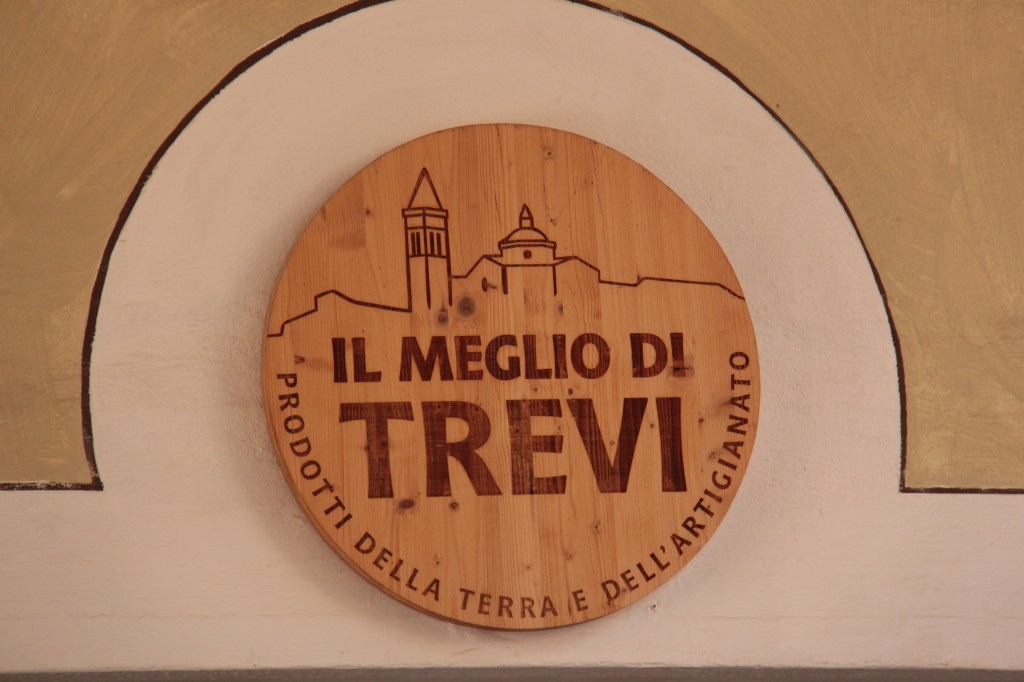 IL MEGLIO DI
TREVI
PRODOTTI DELLA TERRA E DELL'ARTIGIANATO